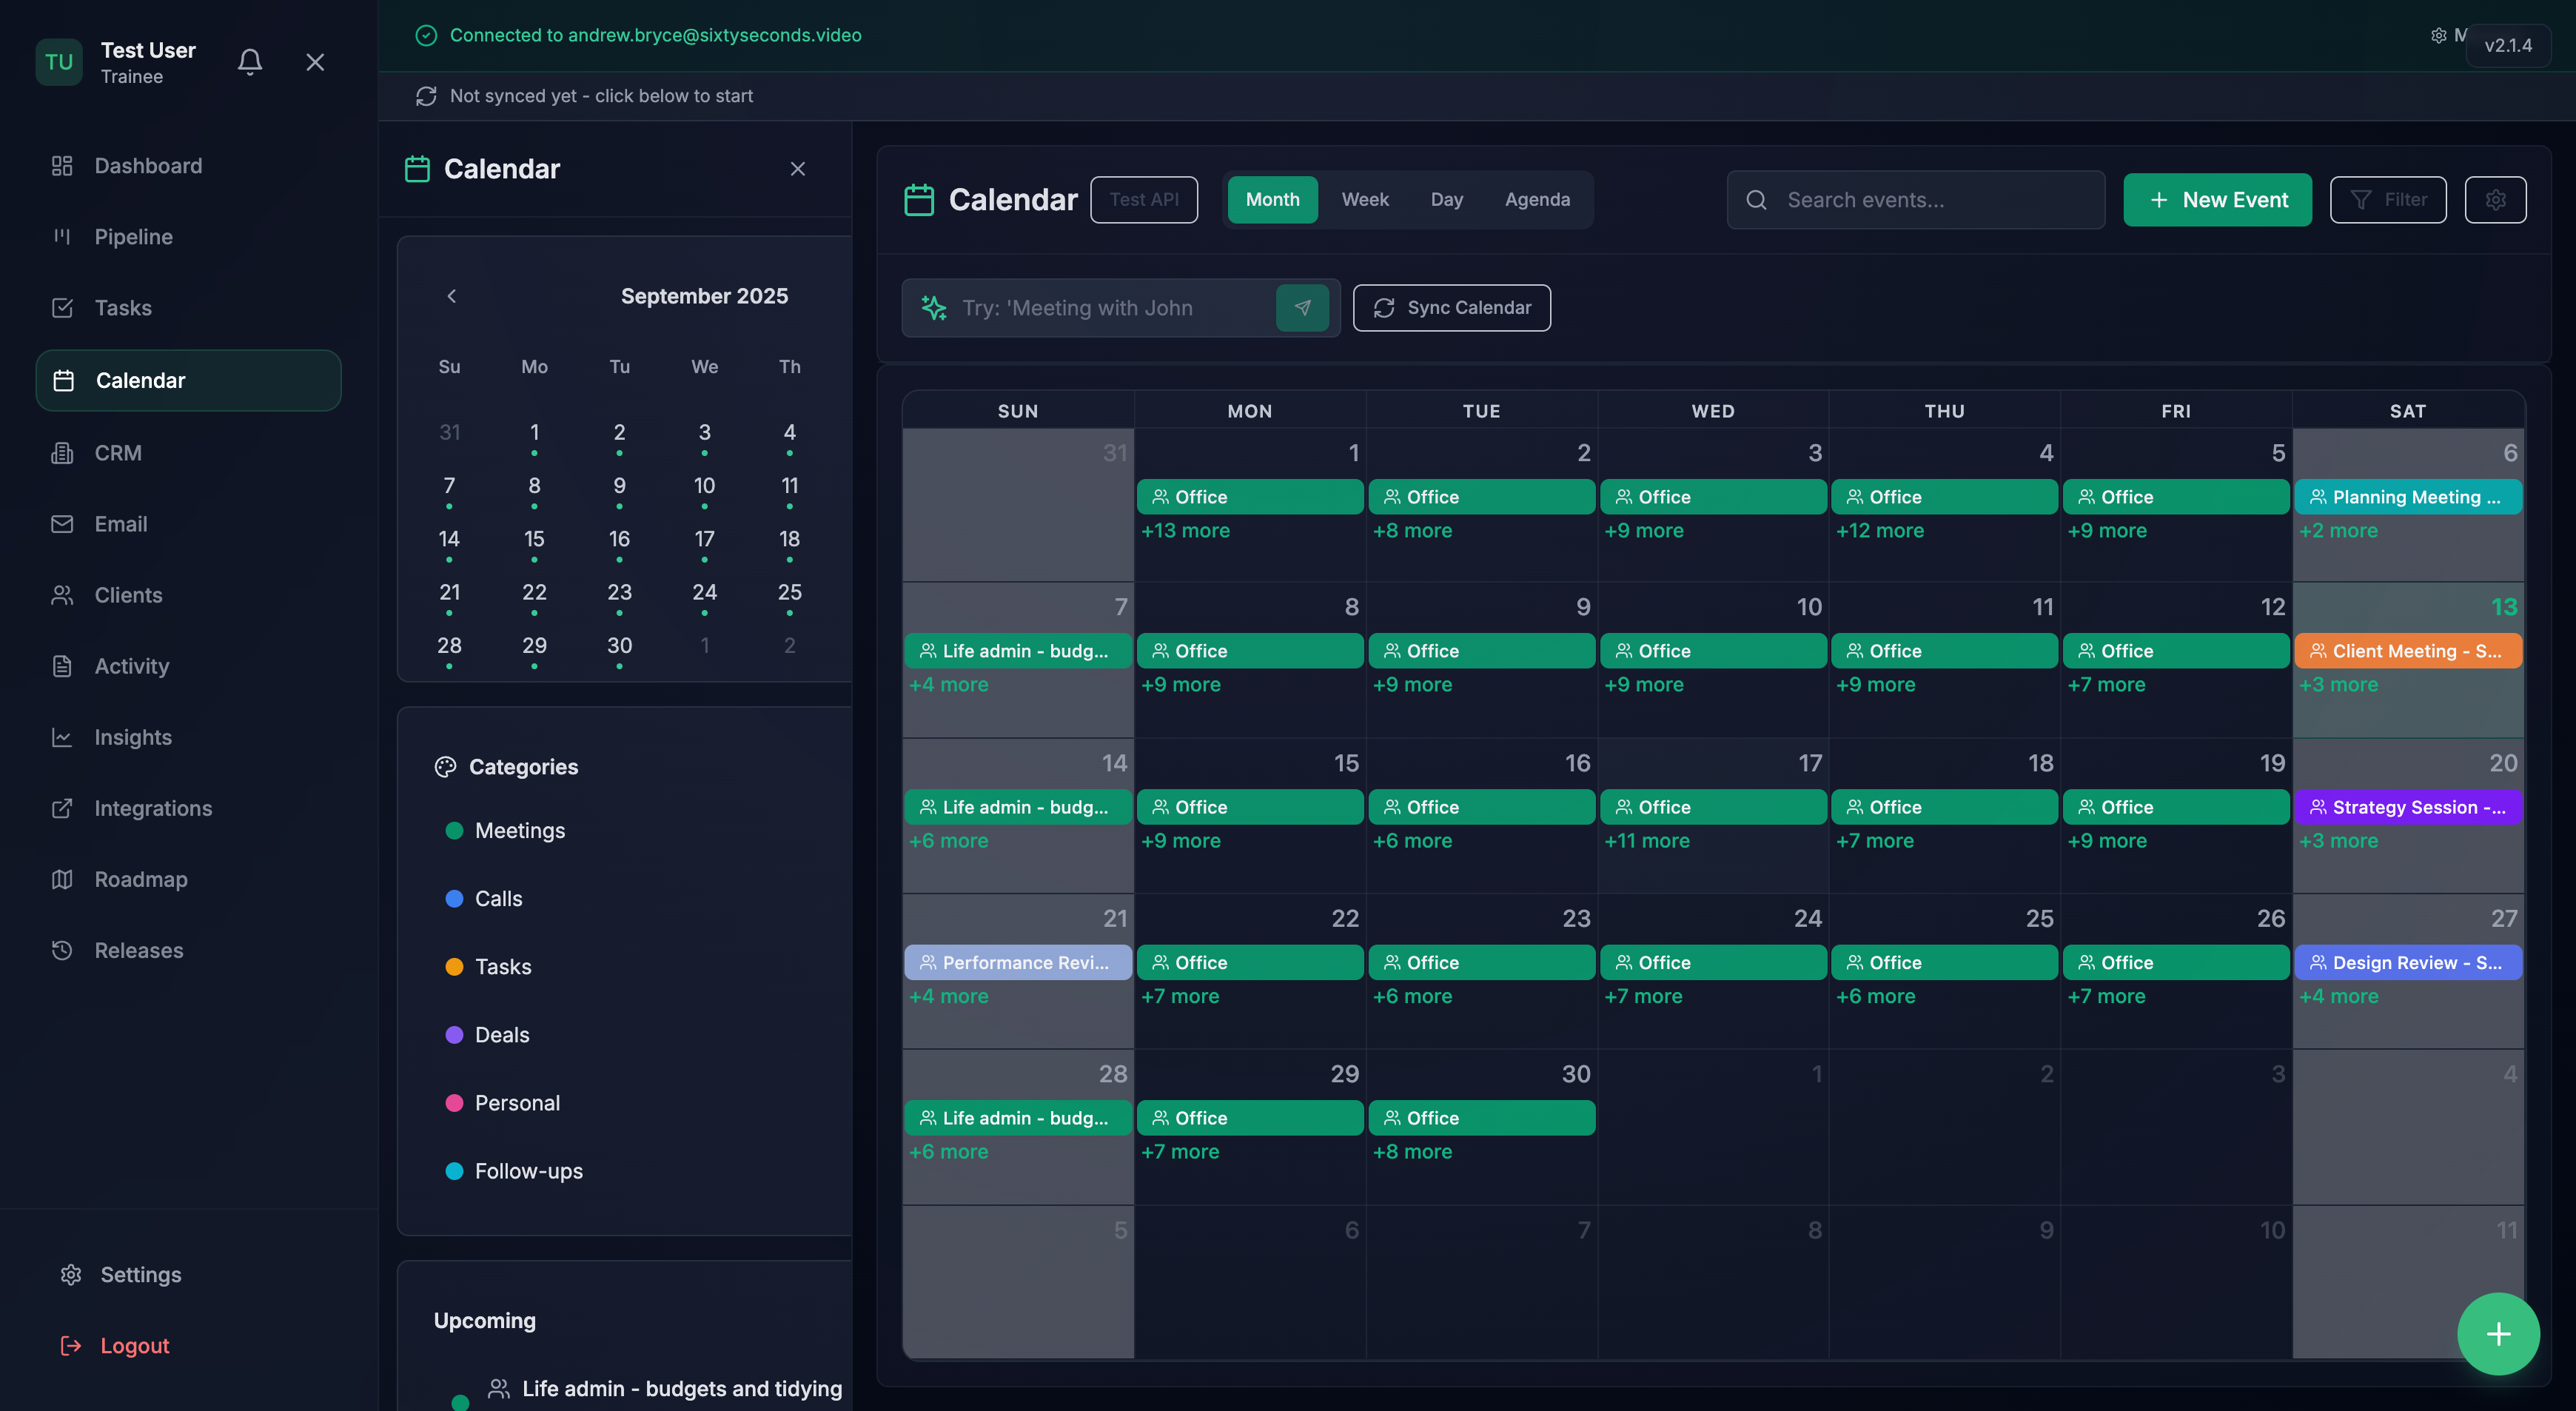 TU
Test User
Trainee
Dashboard
Pipeline
Tasks
Calendar
CRM
Email
Clients
Activity
Insights
Integrations
Roadmap
Releases
Settings
Logout
Connected to andrew.bryce@sixtyseconds.video
v2.1.4
Not synced yet - click below to start
Calendar
September 2025
Su Mo Tu We Th
31 1 2 3 4
7 8 9 10 11
14 15 16 17 18
21 22 23 24 25
28 29 30 1 2
Categories
Meetings
Calls
Tasks
Deals
Personal
Follow-ups
Upcoming
Life admin - budgets and tidying
Calendar
Test API
Month Week Day Agenda
Search events...
New Event
Filter
Try: 'Meeting with John
Sync Calendar
SUN MON TUE WED THU FRI SAT
31 1 2 3 4 5 6
Office Office Office Office Office Planning Meeting ...
+13 more +8 more +9 more +12 more +9 more +2 more
7 8 9 10 11 12 13
Life admin - budg... Office Office Office Office Office Client Meeting - S...
+4 more +9 more +9 more +9 more +9 more +7 more +3 more
14 15 16 17 18 19 20
Life admin - budg... Office Office Office Office Office Strategy Session -...
+6 more +9 more +6 more +11 more +7 more +9 more +3 more
21 22 23 24 25 26 27
Performance Revi... Office Office Office Office Office Design Review - S...
+4 more +7 more +6 more +7 more +6 more +7 more +4 more
28 29 30 1 2 3 4
Life admin - budg... Office Office
+6 more +7 more +8 more
5 6 7 8 9 10 11